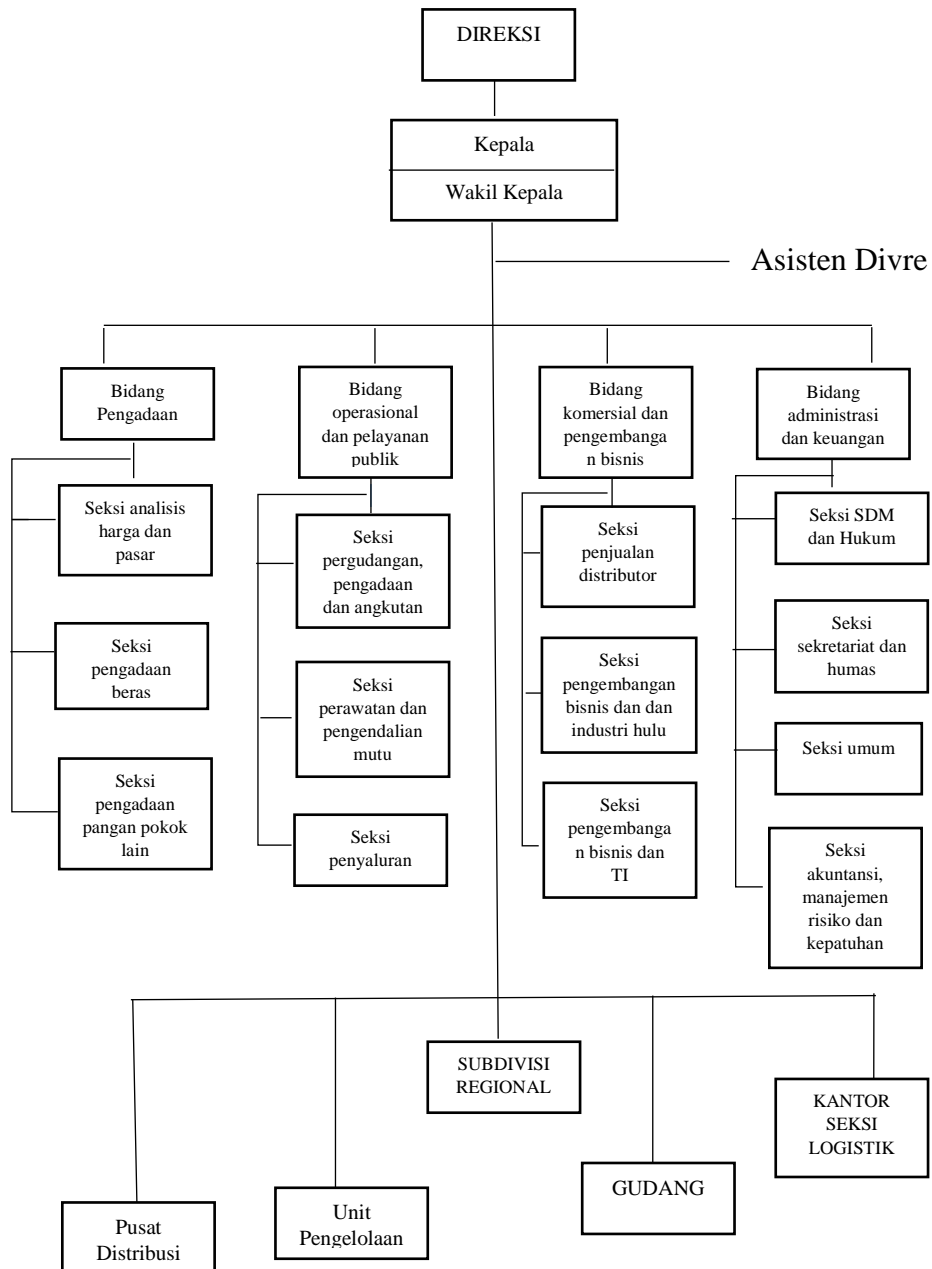 DIREKSI
Kepala
Wakil Kepala
Asisten Divre
Bidang
Pengadaan
Seksi analisis
harga dan
pasar
Seksi
pengadaan
beras
Seksi
pengadaan
pangan pokok
lain
Bidang
operasional
dan pelayanan
publik
Seksi
pergudangan,
pengadaan
dan angkutan
Seksi
perawatan dan
pengendalian
mutu
Seksi
penyaluran
Bidang
komersial dan
pengembanga
n bisnis
Seksi
penjualan
distributor
Seksi
pengembangan
bisnis dan dan
industri hulu
Seksi
pengembanga
n bisnis dan
TI
Bidang
administrasi
dan keuangan
Seksi SDM
dan Hukum
Seksi
sekretariat dan
humas
Seksi umum
Seksi
akuntansi,
manajemen
risiko dan
kepatuhan
Pusat
Distribusi
Unit
Pengelolaan
SUBDIVISI
REGIONAL
GUDANG
KANTOR
SEKSI
LOGISTIK